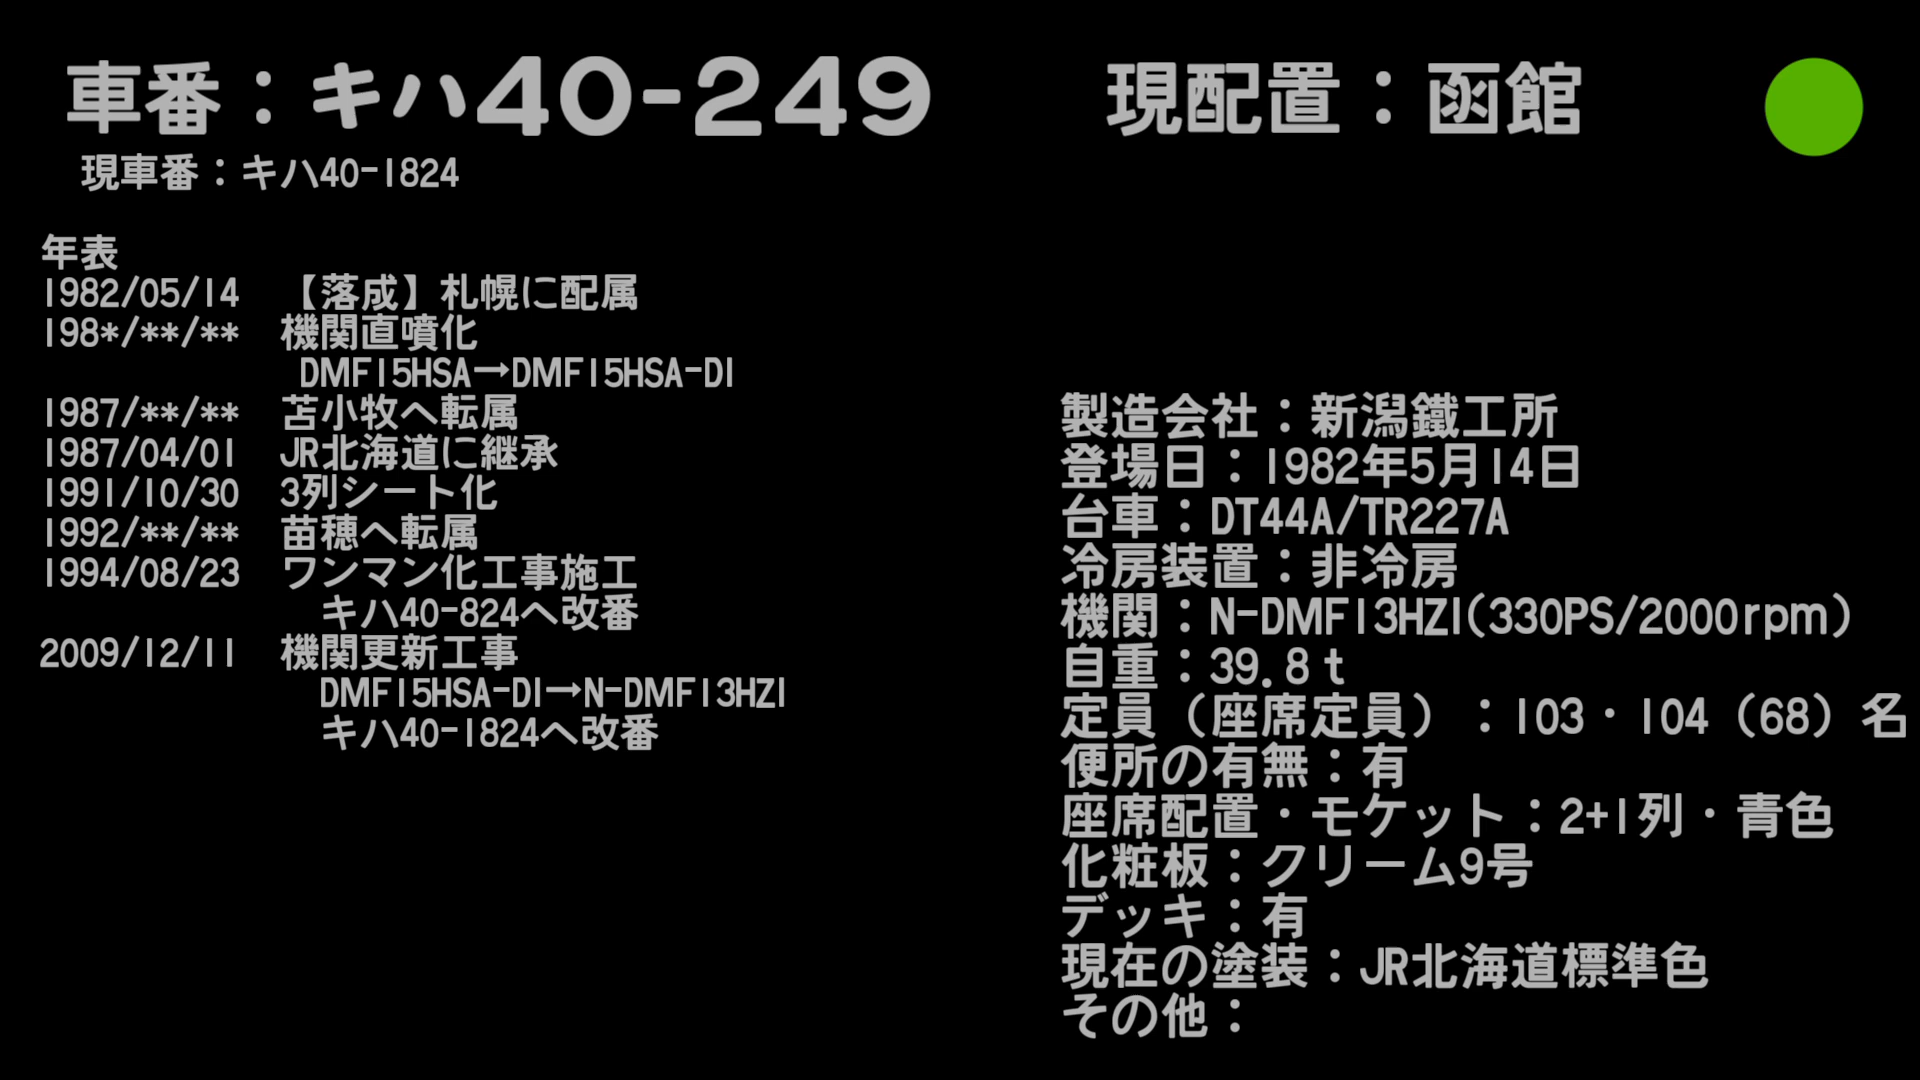 車番：キハ40-249
現車番：キハ40-1824
現配置：函館
年表
1982/05/14 【落成】札幌に配属
198*/**/** 機関直噴化
DMF15HSA→DMF15HSA-DI
1987/**/** 苫小牧へ転属
1987/04/01 JR北海道に継承
1991/10/30 3列シート化
1992/**/** 苗穂へ転属
1994/08/23 ワンマン化工事施工
キハ40-824へ改番
2009/12/11 機関更新工事
DMF15HSA-DI→N-DMF13HZI
キハ40-1824へ改番
製造会社：新潟鐵工所
登場日：1982年5月14日
台車：DT44A/TR227A
冷房装置：非冷房
機関：N-DMF13HZI(330PS/2000rpm)
自重：39.8 t
定員（座席定員）：103・104（68）名
便所の有無：有
座席配置・モケット：2+1列・青色
化粧板：クリーム9号
デッキ：有
現在の塗装：JR北海道標準色
その他：